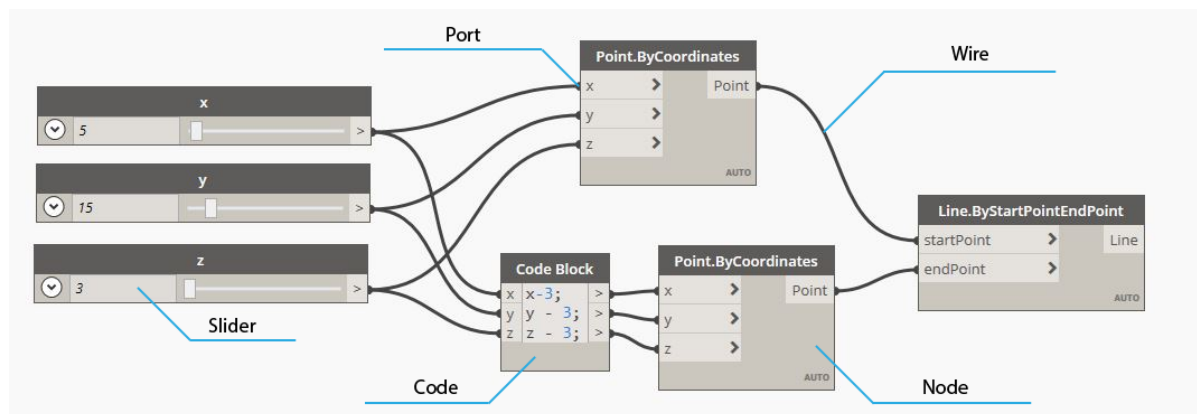 Port
Point.ByCoordinates
Wire
x >
Point
y >
z >
AUTO
x
5 >
y
15 >
z
3 >
Slider
Code Block
x x-3; >
y y - 3; >
z z - 3; >
Code
Point.ByCoordinates
x >
Point
y >
z >
AUTO
Node
Line.ByStartPointEndPoint
startPoint >
Line
endPoint >
AUTO